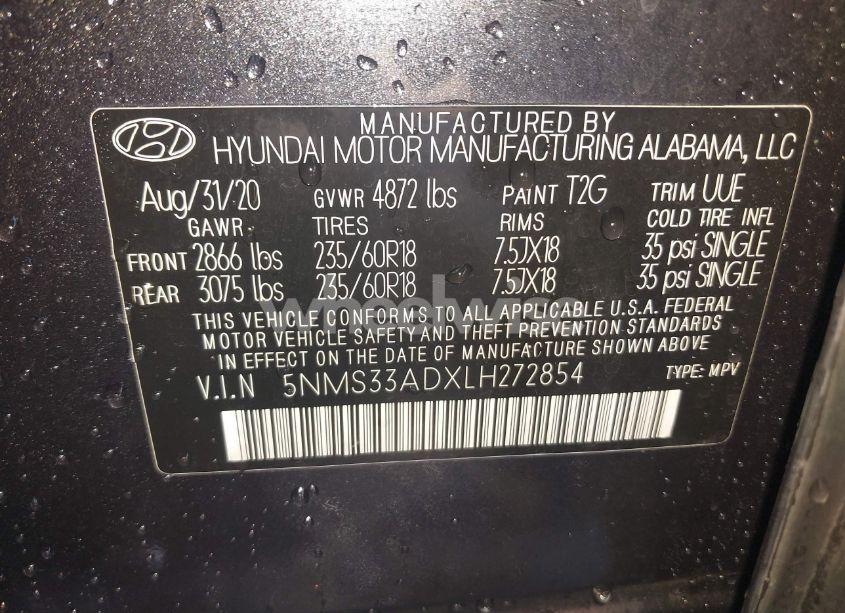 MANUFACTURED BY
HYUNDAI MOTOR MANUFACTURING ALABAMA, LLC
Aug/31/20 GVWR 4872 lbs PAINT T2G TRIM UUE
GAWR TIRES RIMS COLD TIRE INFL
FRONT 2866 lbs 235/60R18 7.5JX18 35 psi SINGLE
REAR 3075 lbs 235/60R18 7.5JX18 35 psi SINGLE
wheelwise
THIS VEHICLE CONFORMS TO ALL APPLICABLE U.S.A. FEDERAL
MOTOR VEHICLE SAFETY AND THEFT PREVENTION STANDARDS
IN EFFECT ON THE DATE OF MANUFACTURE SHOWN ABOVE
V.I.N 5NMS33ADXLH272854 TYPE: MPV